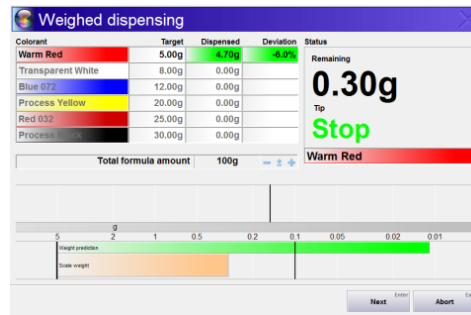 Weighed dispensing
Colorant Target Dispensed Deviation Status
Warm Red 5.00g 4.70g -6.0%
Remaining
Transparent White 8.00g 0.00g
0.30g
Blue 072 12.00g 0.00g
Process Yellow 20.00g 0.00g
Tip
Red 032 25.00g 0.00g
Stop
Process Black 30.00g 0.00g
Warm Red
Total formula amount 100g - ± +
g
5 2 1 0.5 0.2 0.1 0.05 0.02 0.01
Weight prediction
Scale weight
Next Enter Abort